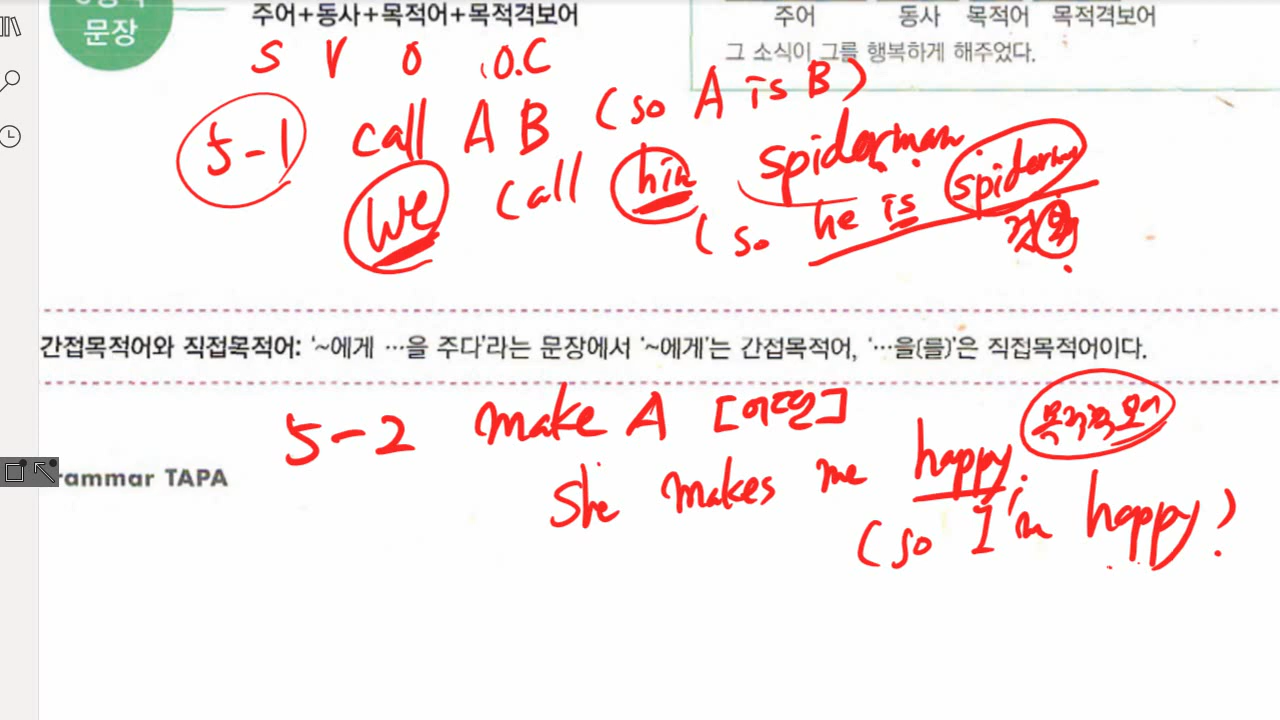 문장
주어+동사+목적어+목적격보어
주어 동사 목적어 목적격보어
그 소식이 그를 행복하게 해주었다.
S V O O.C
5-1 call A B (so A is B)
We call him spiderman
(so he is
간접목적어와 직접목적어: '~에게 …을 주다'라는 문장에서 '~에게'는 간접목적어, '…을(를)'은 직접목적어이다.
5-2 make A [어떤]
목적격보어
She makes me happy.
(so I'm happy)
rammar TAPA